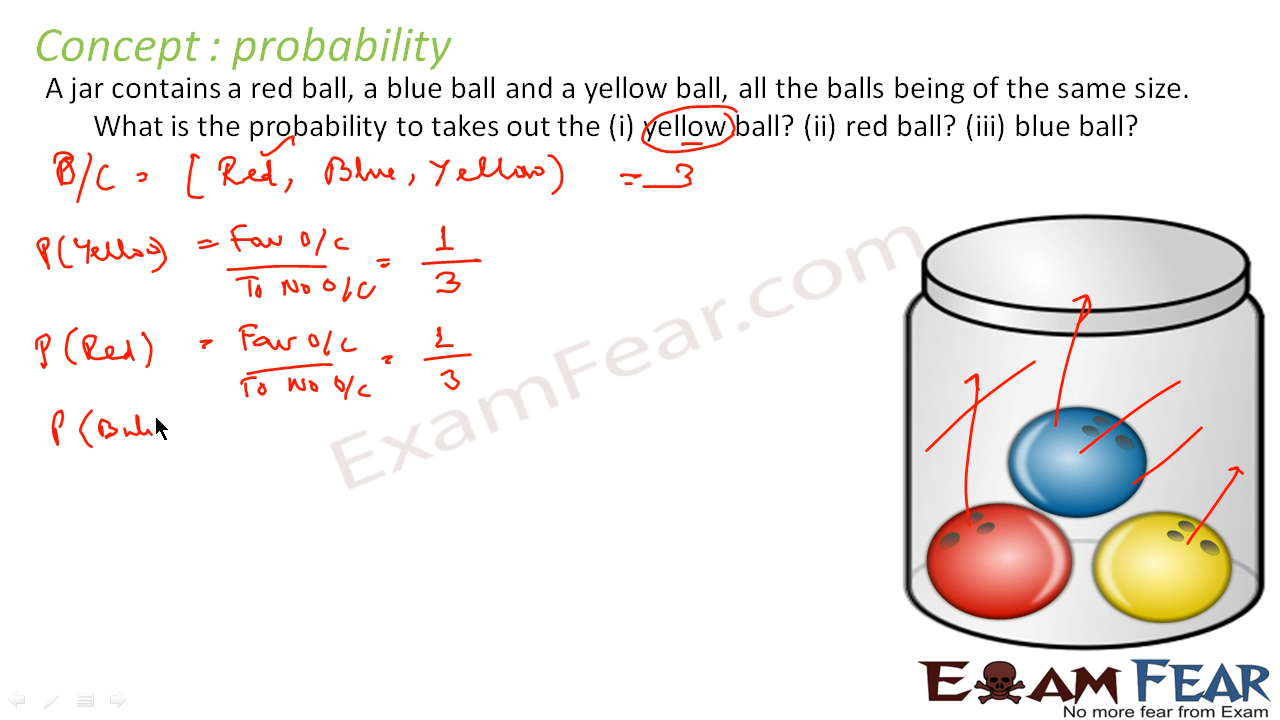 Concept : probability
A jar contains a red ball, a blue ball and a yellow ball, all the balls being of the same size.
What is the probability to takes out the (i) yellow ball? (ii) red ball? (iii) blue ball?
O/C = [Red, Blue, Yellow) = 3
P(Yellow) = Fav O/C / To No O/C = 1/3
P(Red) = Fav O/C / To No O/C = 1/3
P(
ExamFear.com
EXAM FEAR
No more fear from Exam